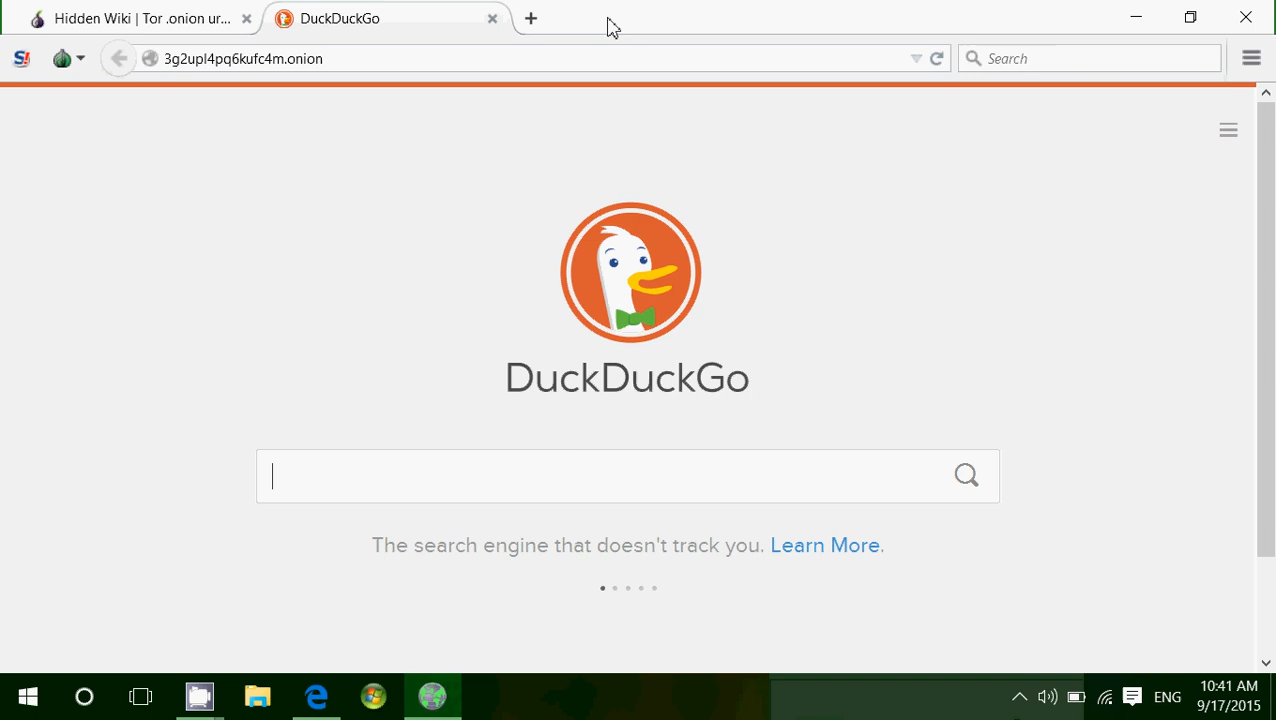 Hidden Wiki | Tor .onion ur...
DuckDuckGo
S!
3g2upl4pq6kufc4m.onion
Search
DuckDuckGo
The search engine that doesn't track you. Learn More.
ENG
10:41 AM
9/17/2015